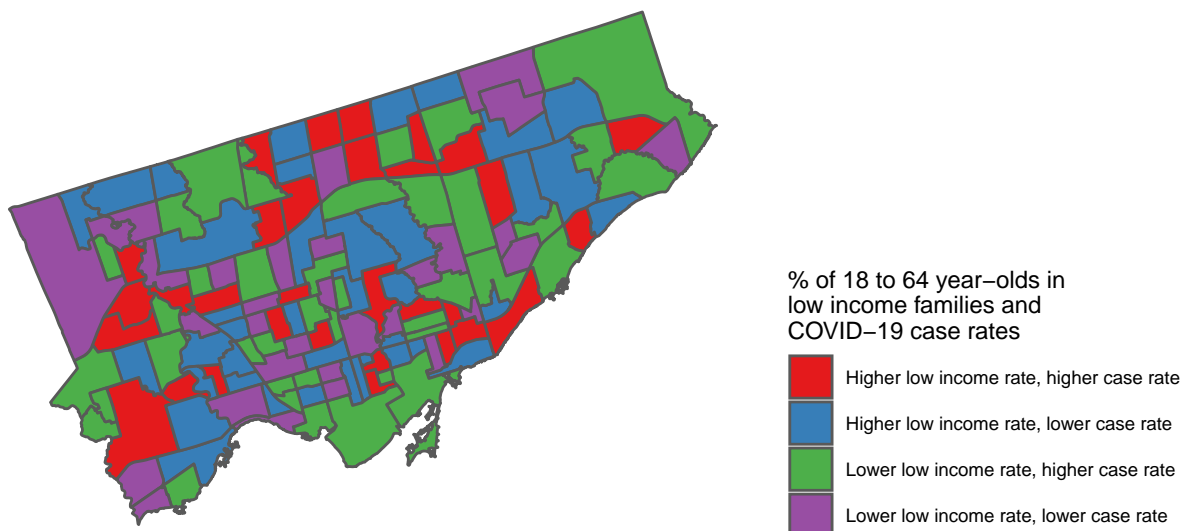 % of 18 to 64 year−olds in
low income families and
COVID−19 case rates
Higher low income rate, higher case rate
Higher low income rate, lower case rate
Lower low income rate, higher case rate
Lower low income rate, lower case rate